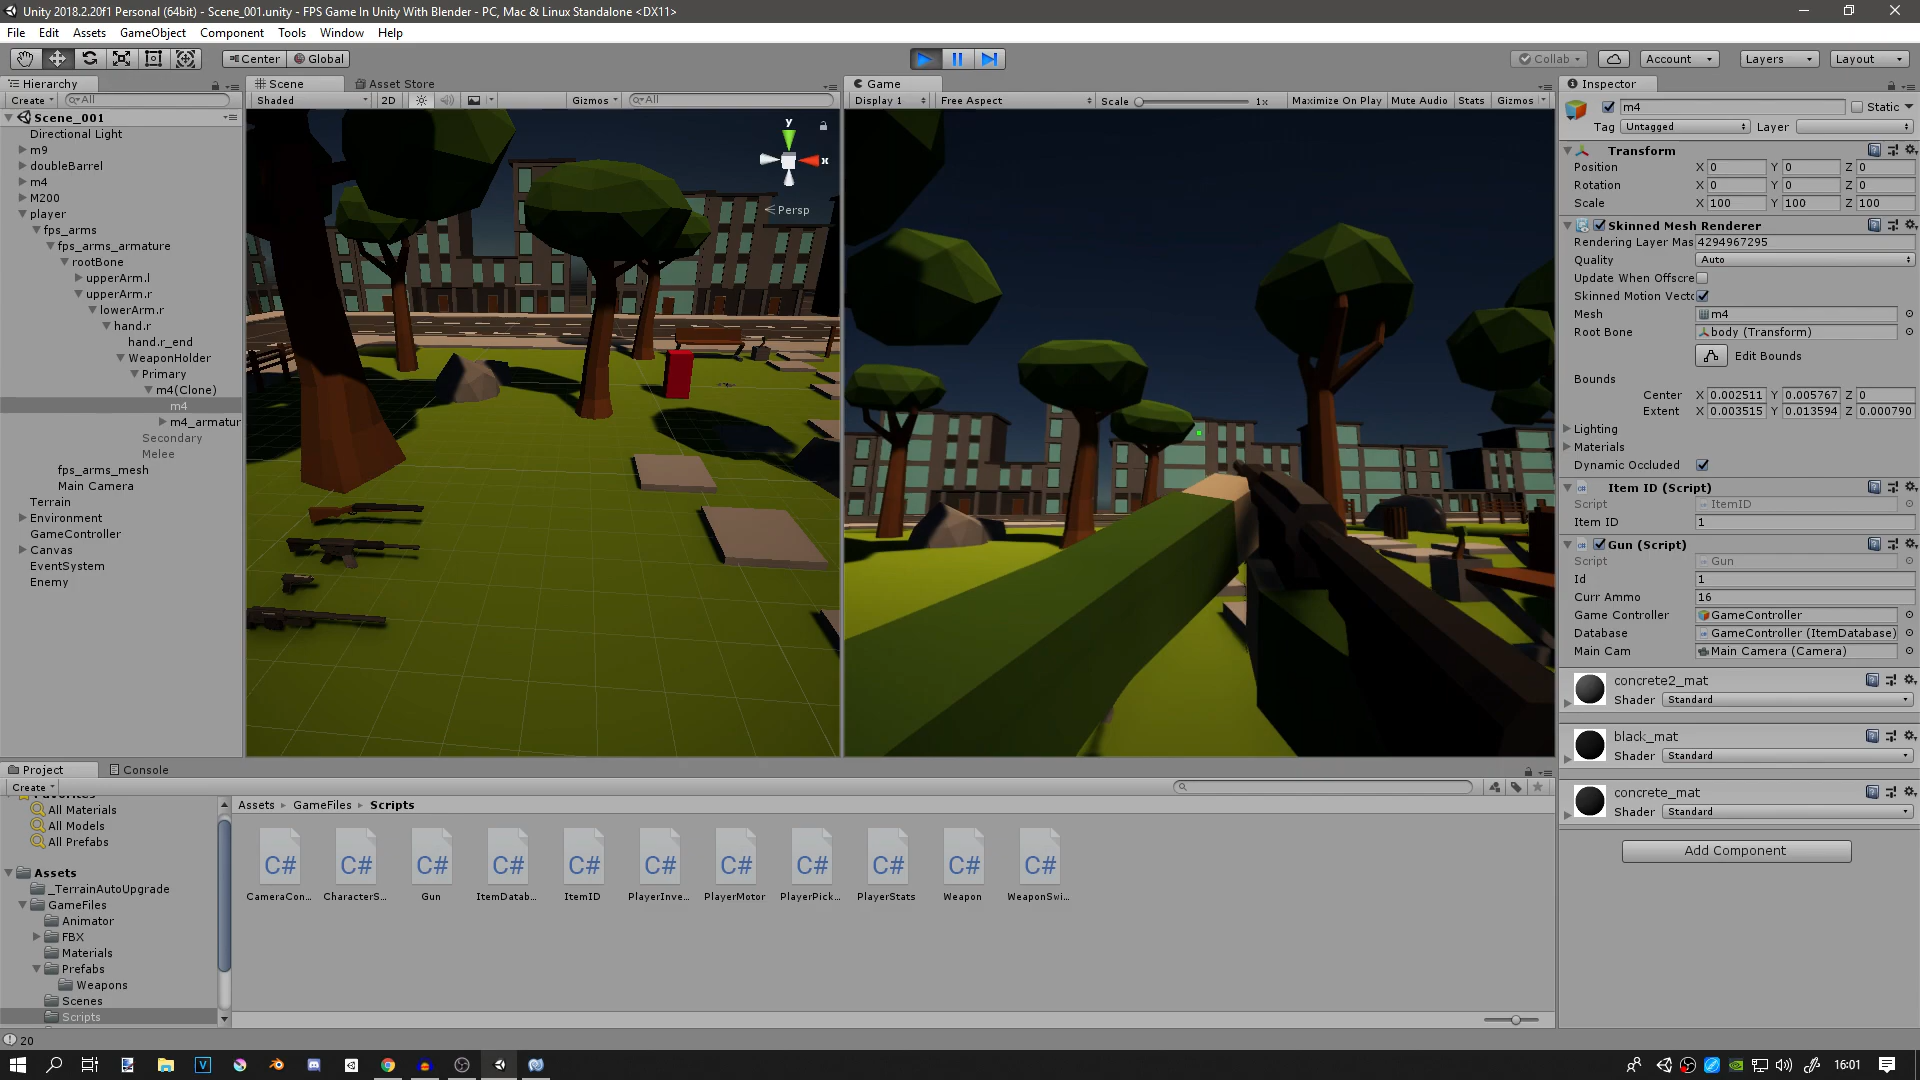 Unity 2018.2.20f1 Personal (64bit) - Scene_001.unity - FPS Game In Unity With Blender - PC, Mac & Linux Standalone <DX11>
File Edit Assets GameObject Component Tools Window Help
Center Global Collab Account Layers Layout
Hierarchy
Create All
Scene_001
Directional Light
m9
doubleBarrel
m4
M200
player
fps_arms
fps_arms_armature
rootBone
upperArm.l
upperArm.r
lowerArm.r
hand.r
hand.r_end
WeaponHolder
Primary
m4(Clone)
m4
m4_armatur
Secondary
Melee
fps_arms_mesh
Main Camera
Terrain
Environment
GameController
Canvas
EventSystem
Enemy
Scene Asset Store
Shaded 2D Gizmos All
y
x
Persp
Game
Display 1 Free Aspect Scale 1x Maximize On Play Mute Audio Stats Gizmos
Inspector
m4 Static
Tag Untagged Layer
Transform
Position X 0 Y 0 Z 0
Rotation X 0 Y 0 Z 0
Scale X 100 Y 100 Z 100
Skinned Mesh Renderer
Rendering Layer Mas 4294967295
Quality Auto
Update When Offscre
Skinned Motion Vecto
Mesh m4
Root Bone body (Transform)
Edit Bounds
Bounds
Center X 0.002511 Y 0.005767 Z 0
Extent X 0.003515 Y 0.013594 Z 0.000790
Lighting
Materials
Dynamic Occluded
Item ID (Script)
Script ItemID
Item ID 1
Gun (Script)
Script Gun
Id 1
Curr Ammo 16
Game Controller GameController
Database GameController (ItemDatabase)
Main Cam Main Camera (Camera)
concrete2_mat
Shader Standard
black_mat
Shader Standard
concrete_mat
Shader Standard
Add Component
Project Console
Create
Favorites
All Materials
All Models
All Prefabs
Assets
_TerrainAutoUpgrade
GameFiles
Animator
FBX
Materials
Prefabs
Weapons
Scenes
Scripts
Assets GameFiles Scripts
C# C# C# C# C# C# C# C# C# C# C#
CameraCon... CharacterS... Gun ItemDatab... ItemID PlayerInve... PlayerMotor PlayerPick... PlayerStats Weapon WeaponSwi...
20
16:01